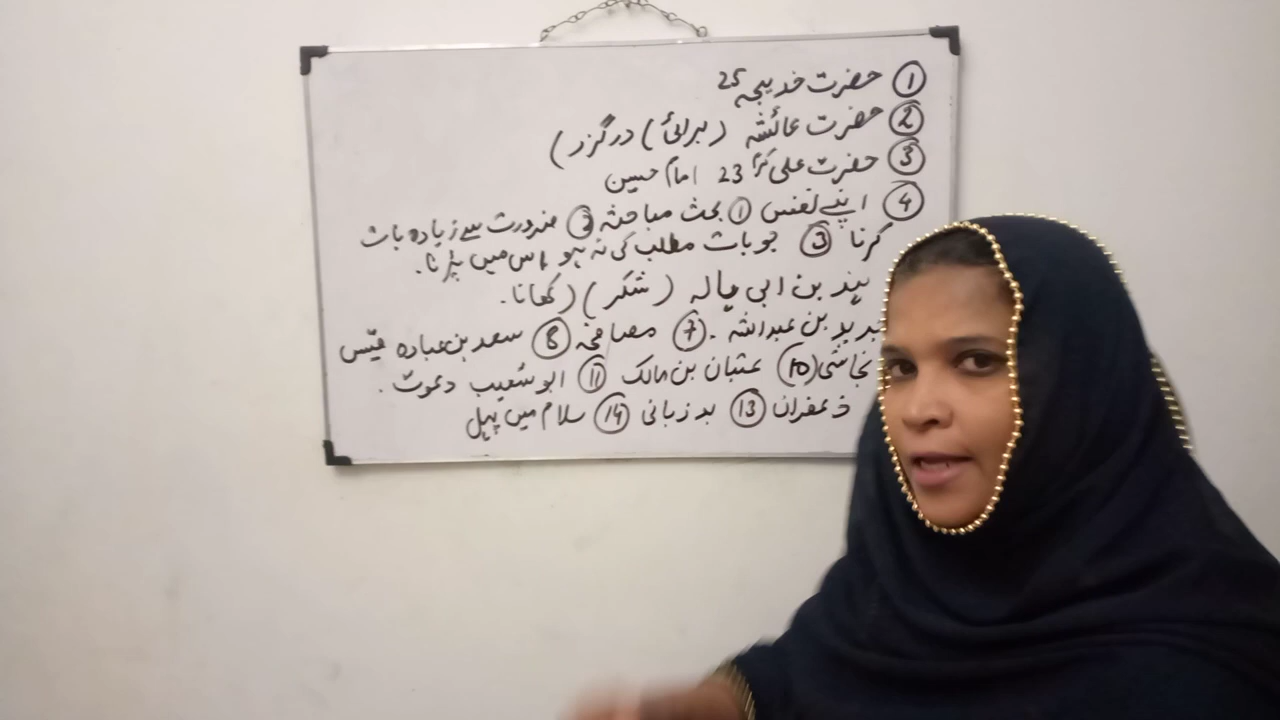 ① حضرت خدیجہ 25
② حضرت عائشہ (برائی) درگزر)
③ حضرت علی 23 امام حسین
④ اپنے نفس ① بحث مباحثہ ② ضرورت سے زیادہ بات
کرنا ③ جو بات مطلب کی نہ ہو اس میں پڑنا۔
ہند بن ابی ہالہ (شکر) (کھانا۔
بن عبداللہ ۔ ⑦ مصافحہ ⑧ سعد بن عبادہ قیس
نجاشی ⑩ عتبان بن مالک ⑪ ابو شعیب دعوت ۔
زعفران ⑬ بدزبانی ⑭ سلام میں پہل